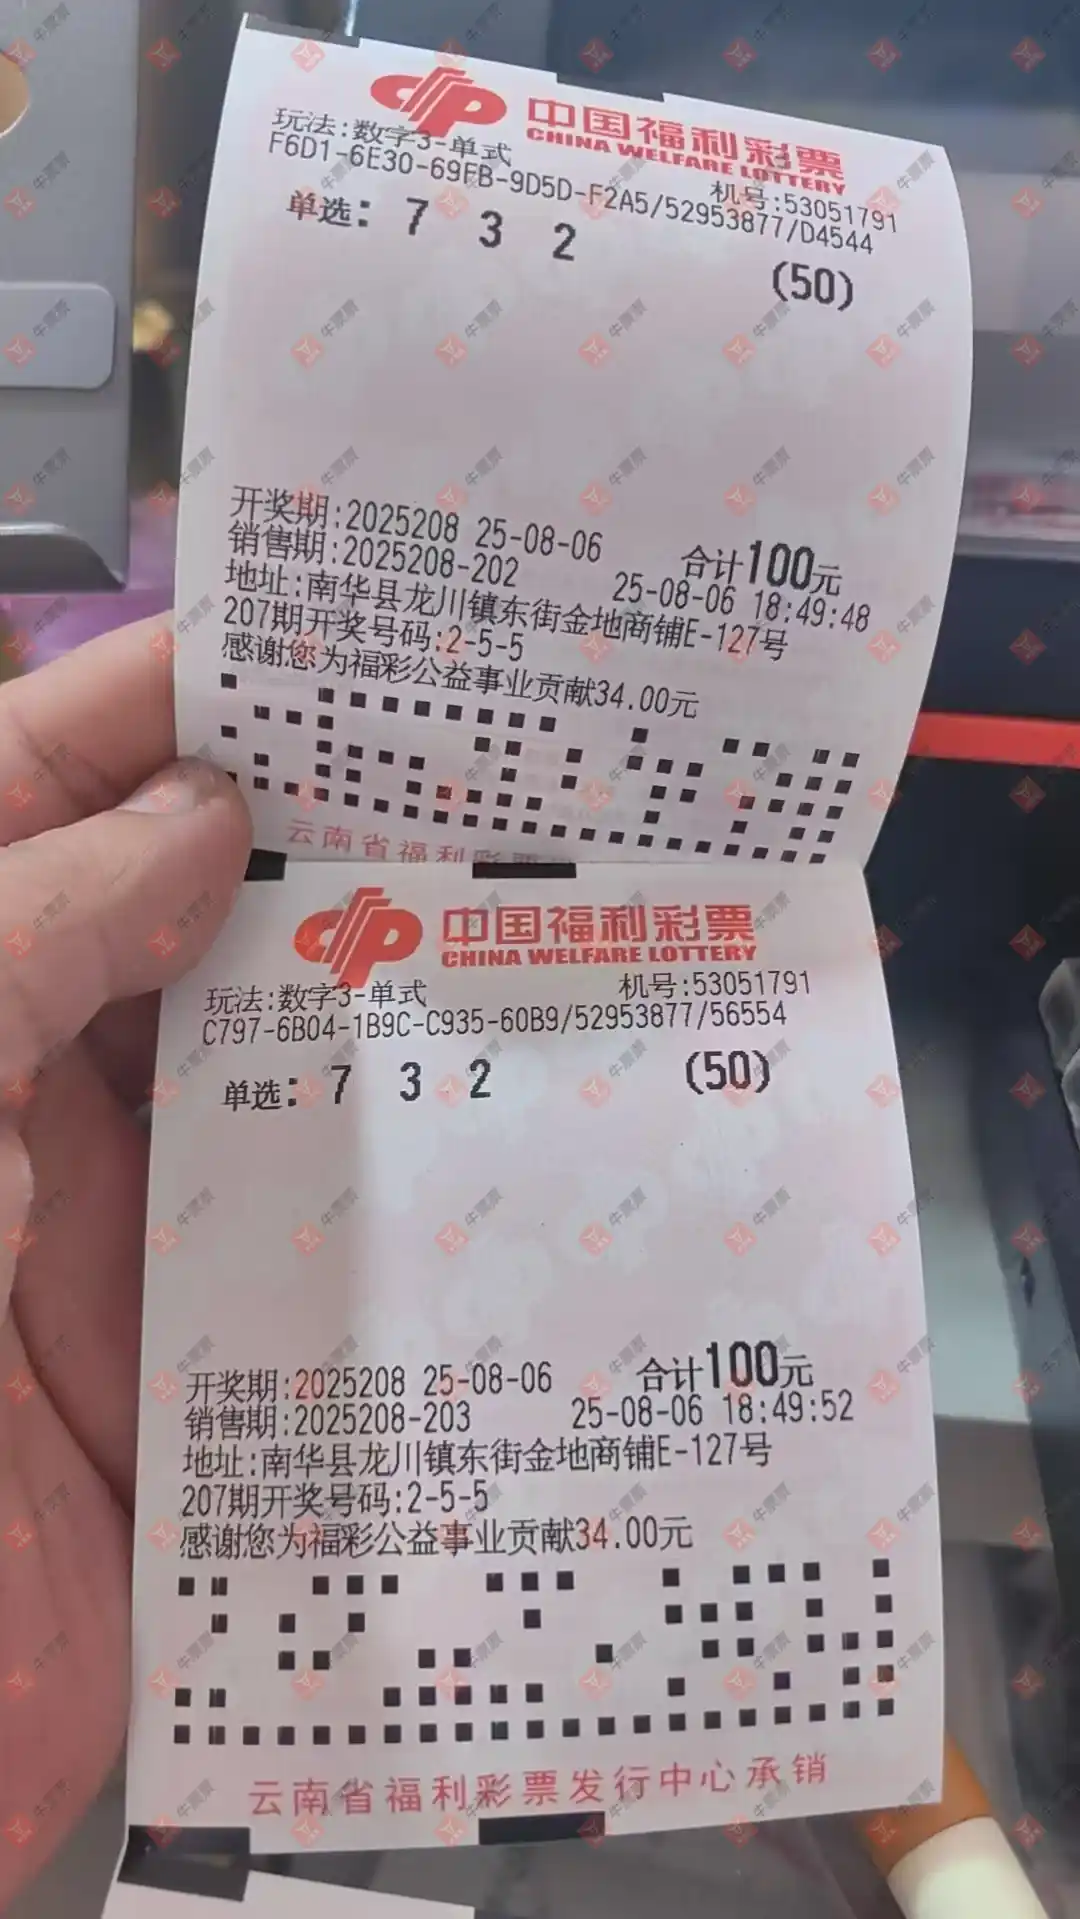 中国福利彩票
CHINA WELFARE LOTTERY
玩法:数字3-单式
机号:53051791
F6D1-6E30-69FB-9D5D-F2A5/52953877/D4544
单选: 7 3 2 (50)
开奖期:2025208 25-08-06 合计100元
销售期:2025208-202 25-08-06 18:49:48
地址:南华县龙川镇东街金地商铺E-127号
207期开奖号码:2-5-5
感谢您为福彩公益事业贡献34.00元
云南省福利彩票
中国福利彩票
CHINA WELFARE LOTTERY
玩法:数字3-单式 机号:53051791
C797-6B04-1B9C-C935-60B9/52953877/56554
单选: 7 3 2 (50)
开奖期:2025208 25-08-06 合计100元
销售期:2025208-203 25-08-06 18:49:52
地址:南华县龙川镇东街金地商铺E-127号
207期开奖号码:2-5-5
感谢您为福彩公益事业贡献34.00元
云南省福利彩票发行中心承销
牛票票